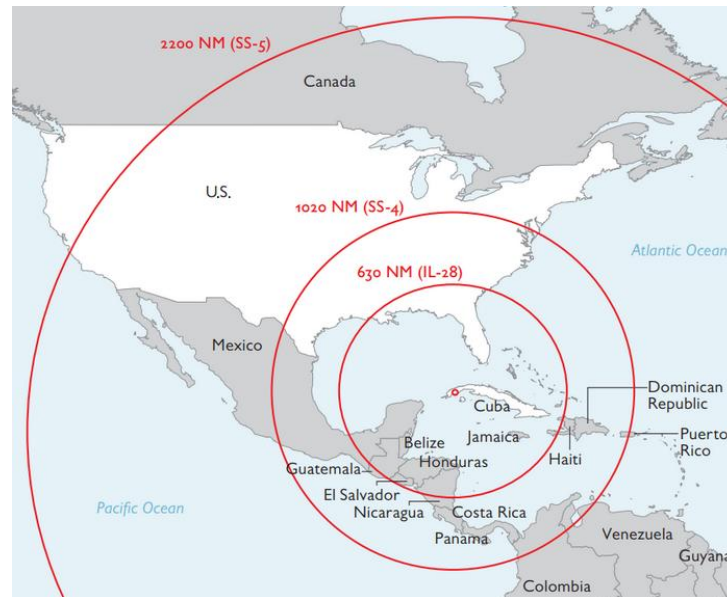 2200 NM (SS-5)
Canada
U.S.
1020 NM (SS-4)
Atlantic Ocean
630 NM (IL-28)
Mexico
Dominican
Republic
Cuba
Puerto
Rico
Belize
Jamaica
Haiti
Guatemala
Honduras
El Salvador
Nicaragua
Costa Rica
Pacific Ocean
Panama
Venezuela
Guyana
Colombia